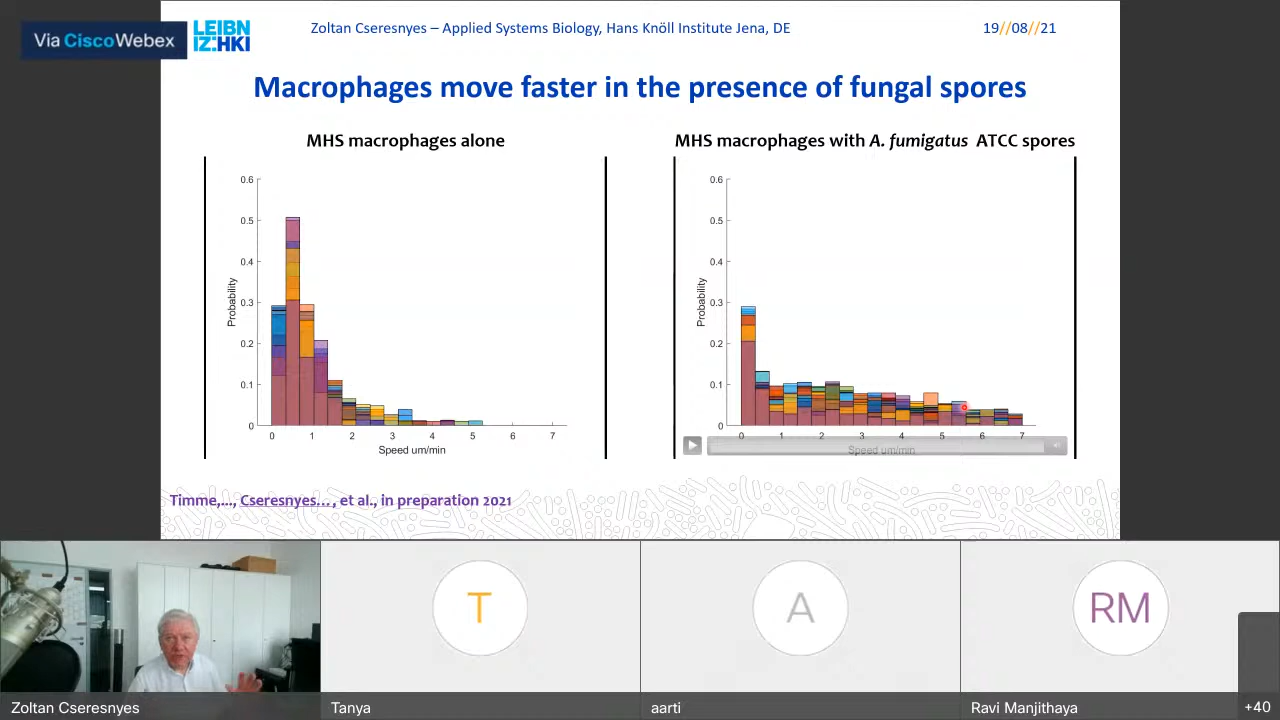 Via Cisco Webex
LEIBN
IZ:HKI
Zoltan Cseresnyes – Applied Systems Biology, Hans Knöll Institute Jena, DE
19//08//21
Macrophages move faster in the presence of fungal spores
MHS macrophages alone
0.6
0.5
0.4
0.3
0.2
0.1
0
Probability
0 1 2 3 4 5 6 7
Speed um/min
MHS macrophages with A. fumigatus ATCC spores
0.6
0.5
0.4
0.3
0.2
0.1
0
Probability
0 1 2 3 4 5 6 7
Speed um/min
Timme,..., Cseresnyes..., et al., in preparation 2021
T
A
RM
Zoltan Cseresnyes
Tanya
aarti
Ravi Manjithaya
+40